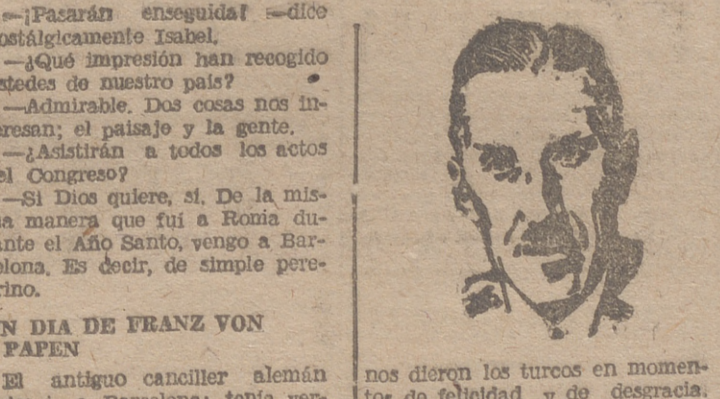 —¡Pasarán enseguida! —dice
ostálgicamente Isabel.
—¿Qué impresión han recogido
stedes de nuestro país?
—Admirable. Dos cosas nos in-
eresan; el paisaje y la gente.
—¿Asistirán a todos los actos
el Congreso?
—Si Dios quiere, sí. De la mis-
a manera que fuí a Roma du-
ante el Año Santo, vengo a Bar-
elona. Es decir, de simple pere-
rino.
N DIA DE FRANZ VON
PAPEN
El antiguo canciller alemán
Barcelona; tenía
nos dieron los turcos en momen-
tos de felicidad y de desgracia.